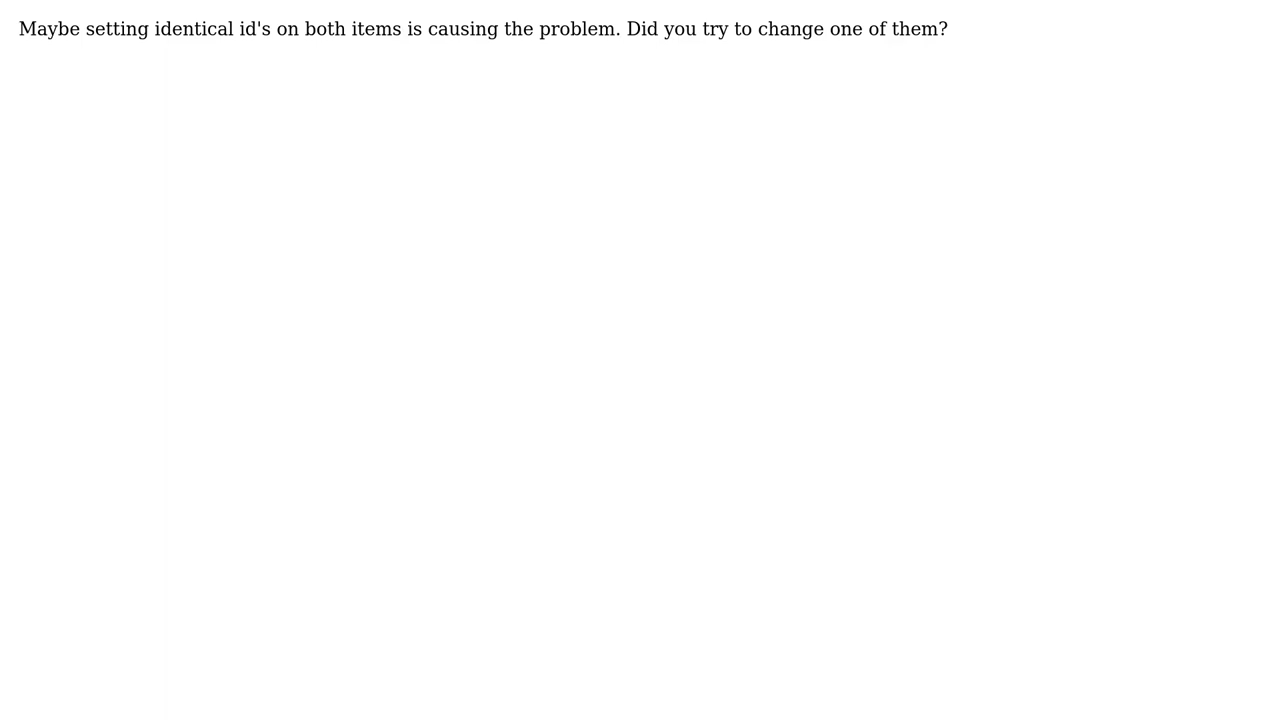 Maybe setting identical id's on both items is causing the problem. Did you try to change one of them?